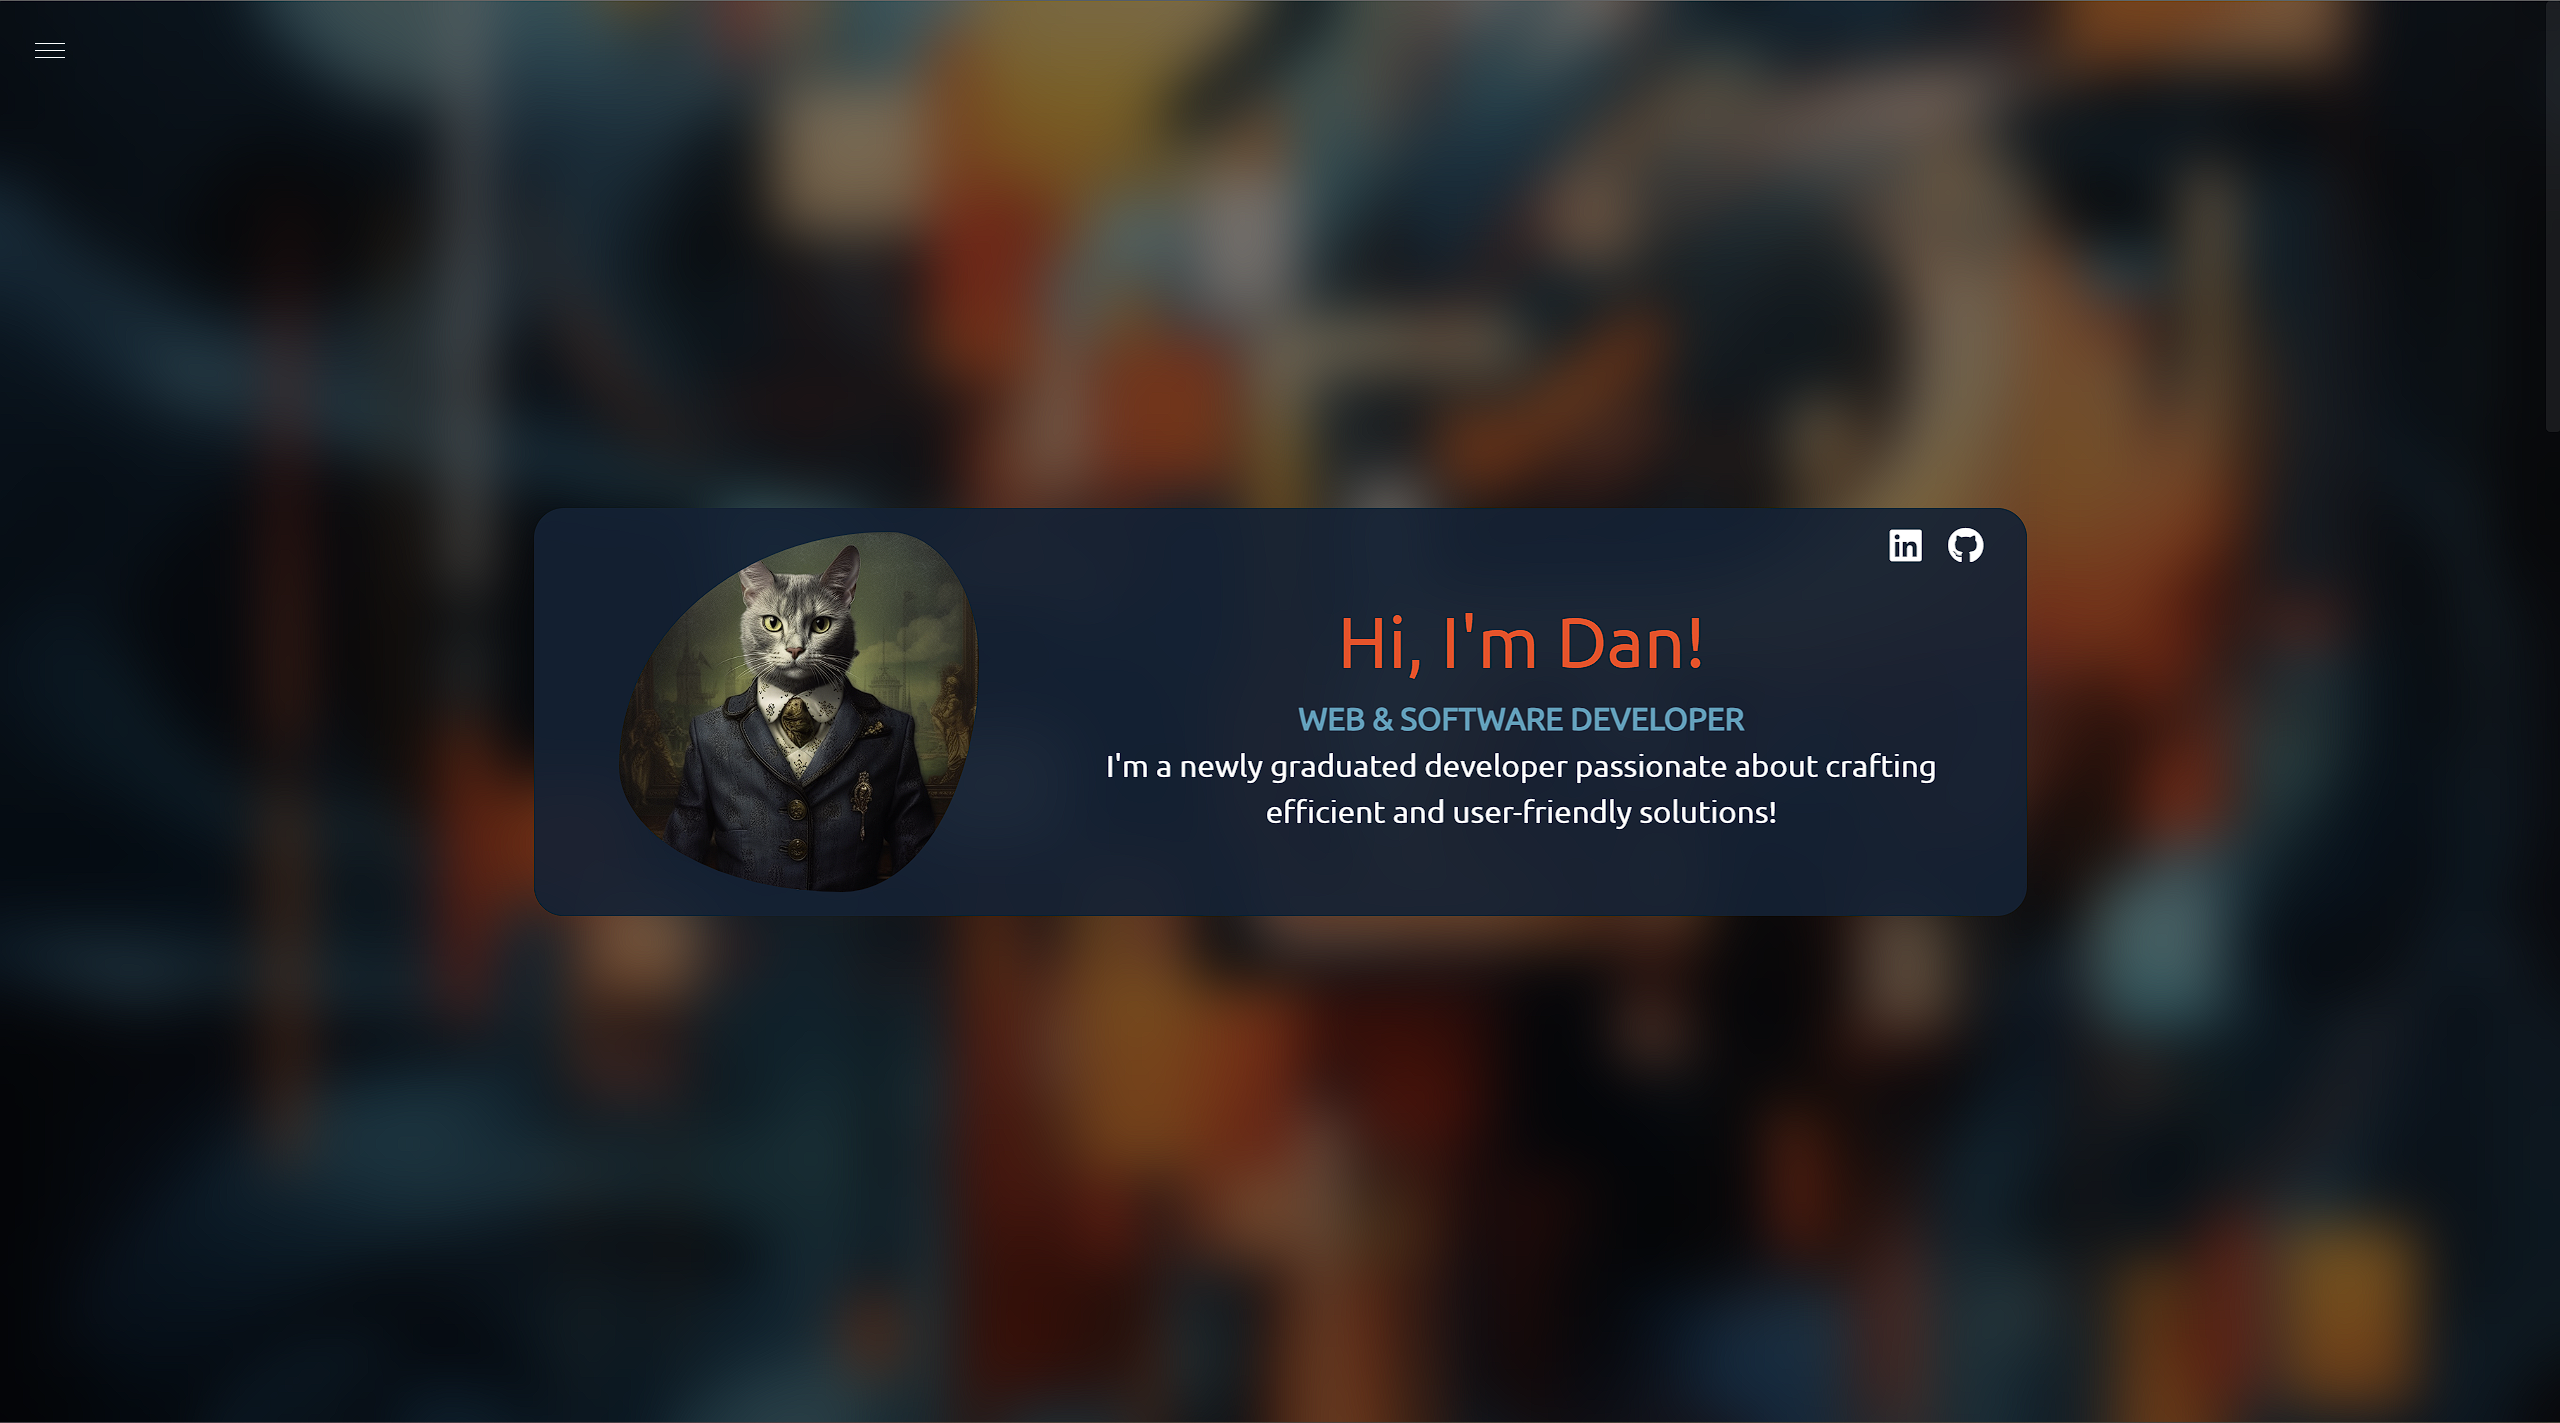 in
Hi, I'm Dan!
WEB & SOFTWARE DEVELOPER
I'm a newly graduated developer passionate about crafting
efficient and user-friendly solutions!